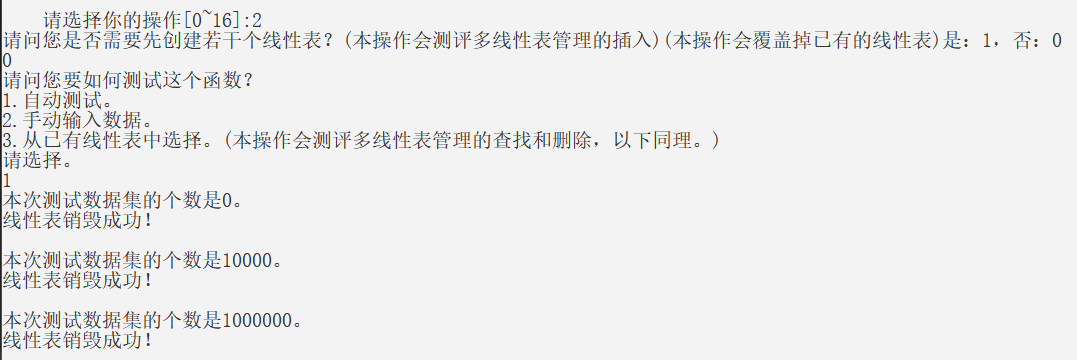 请选择你的操作[0~16]:2
请问您是否需要先创建若干个线性表？(本操作会测评多线性表管理的插入)(本操作会覆盖掉已有的线性表)是：1，否：0
0
请问您要如何测试这个函数？
1.自动测试。
2.手动输入数据。
3.从已有线性表中选择。(本操作会测评多线性表管理的查找和删除，以下同理。)
请选择。
1
本次测试数据集的个数是0。
线性表销毁成功！
本次测试数据集的个数是10000。
线性表销毁成功！
本次测试数据集的个数是1000000。
线性表销毁成功！